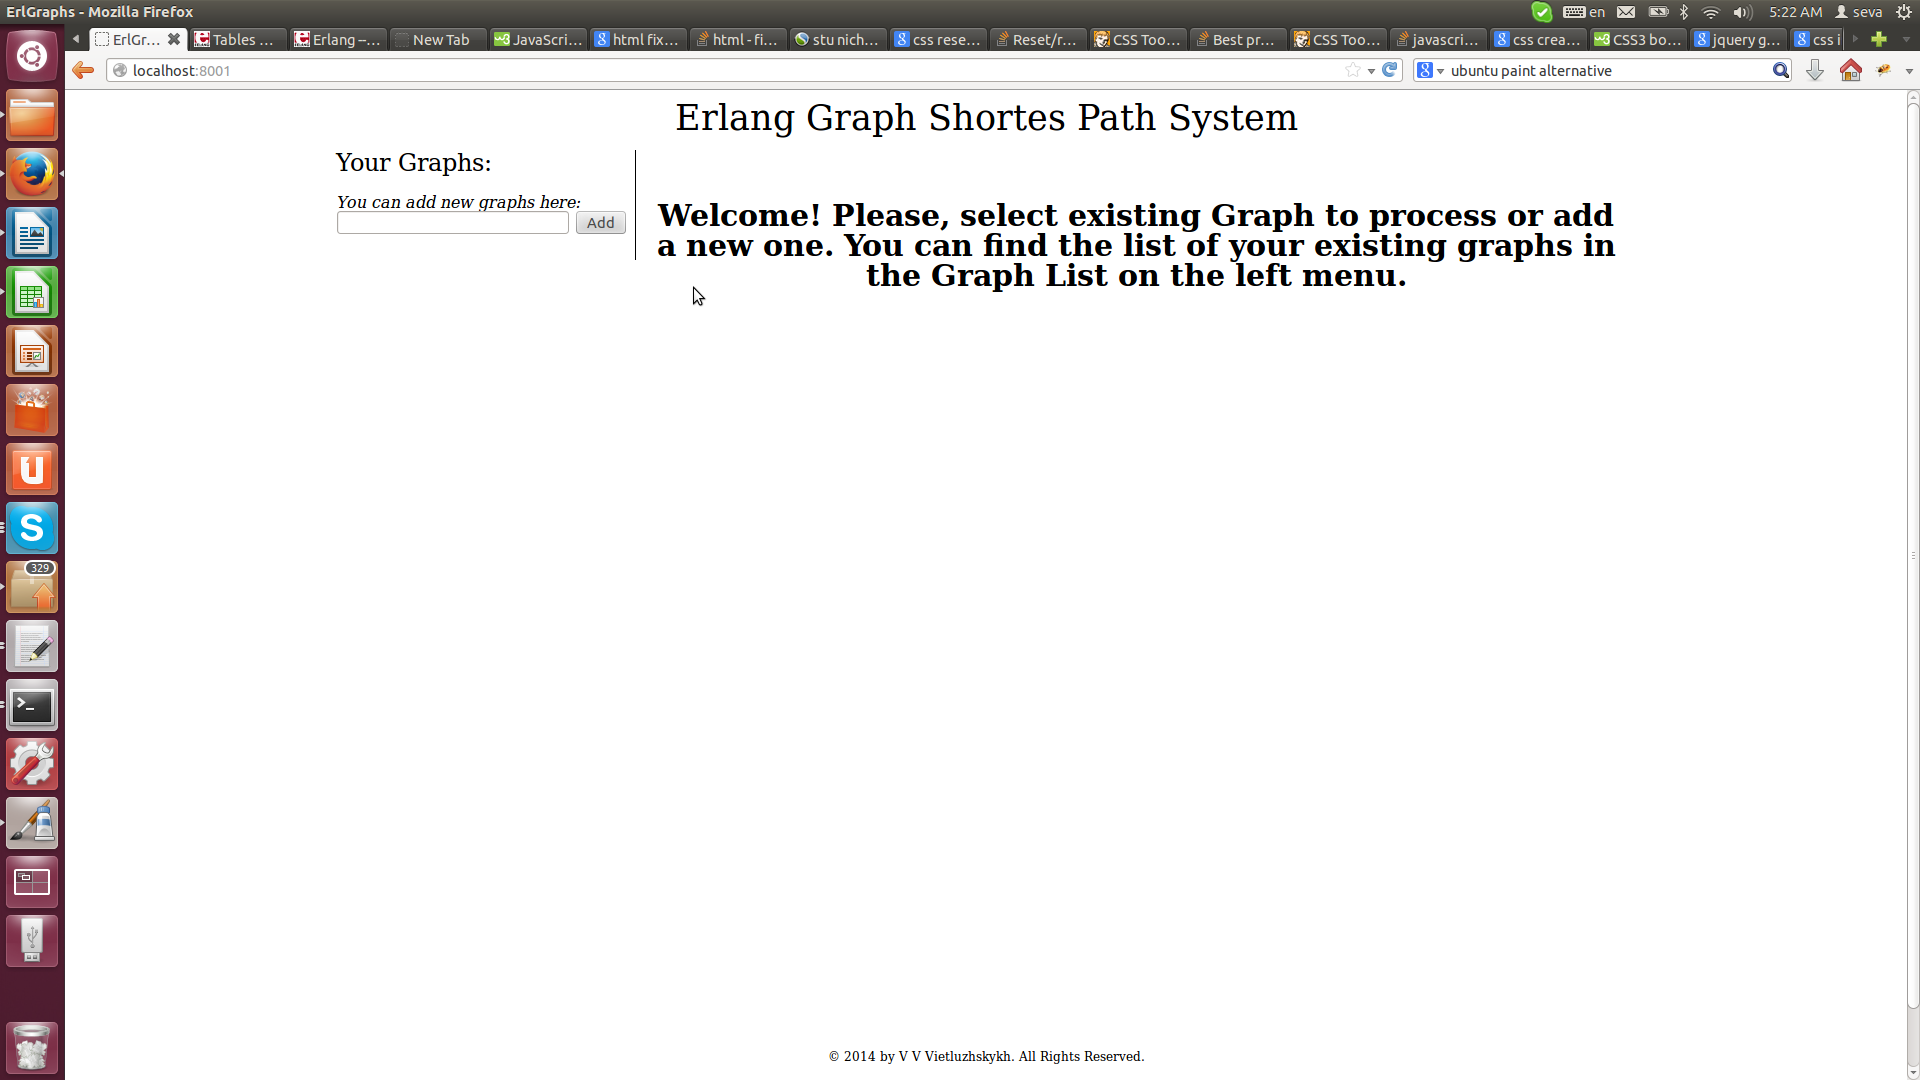 ErlGraphs - Mozilla Firefox
en
5:22 AM
seva
ErlGr...
Tables ...
Erlang –...
New Tab
JavaScri...
html fix...
html - fi...
stu nich...
css rese...
Reset/r...
CSS Too...
Best pr...
CSS Too...
javascri...
css crea...
CSS3 bo...
jquery g...
css i
localhost:8001
ubuntu paint alternative
Erlang Graph Shortes Path System
Your Graphs:
You can add new graphs here:
Add
Welcome! Please, select existing Graph to process or add
a new one. You can find the list of your existing graphs in
the Graph List on the left menu.
329
© 2014 by V V Vietluzhskykh. All Rights Reserved.